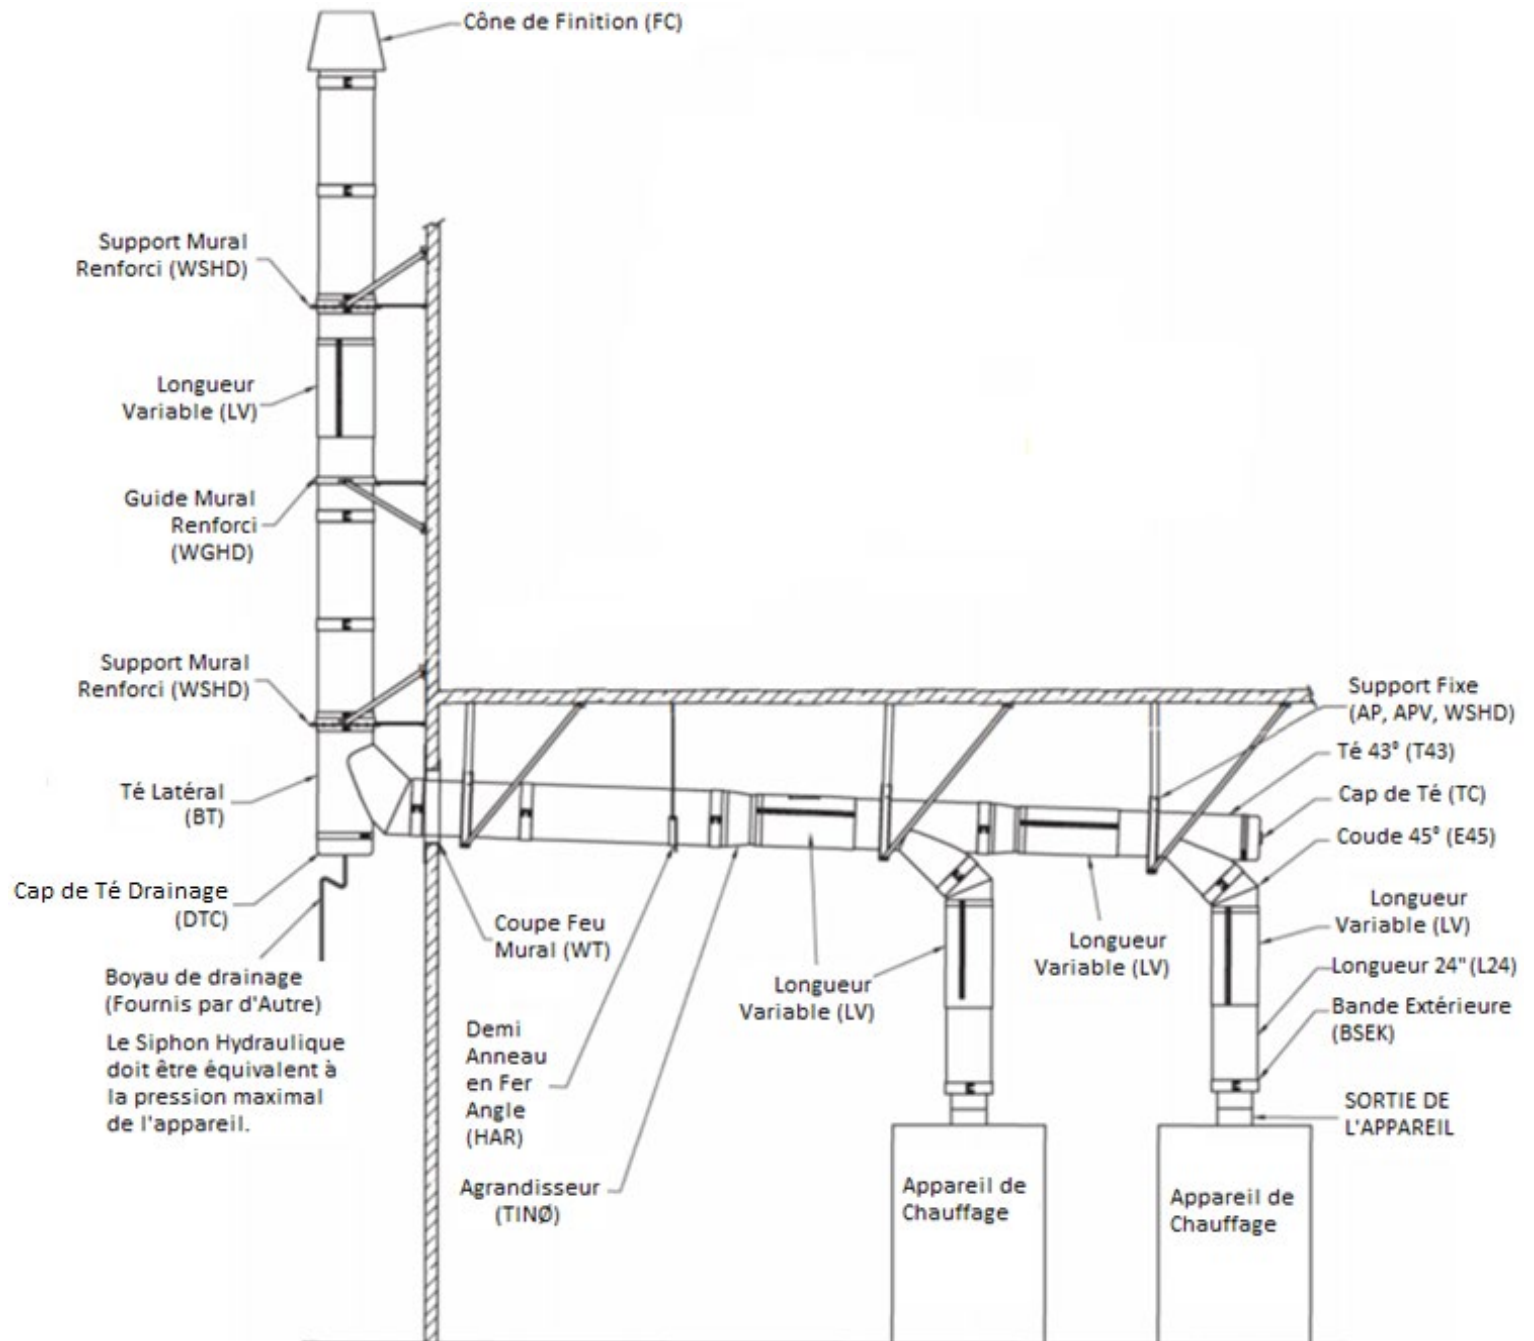 Cône de Finition (FC)
Support Mural
Renforci (WSHD)
Longueur
Variable (LV)
Guide Mural
Renforci
(WGHD)
Support Mural
Renforci (WSHD)
Té Latéral
(BT)
Cap de Té Drainage
(DTC)
Boyau de drainage
(Fournis par d'Autre)
Le Siphon Hydraulique
doit être équivalent à
la pression maximal
de l'appareil.
Coupe Feu
Mural (WT)
Demi
Anneau
en Fer
Angle
(HAR)
Agrandisseur
(TINØ)
Longueur
Variable (LV)
Longueur
Variable (LV)
Support Fixe
(AP, APV, WSHD)
Té 43º (T43)
Cap de Té (TC)
Coude 45º (E45)
Longueur
Variable (LV)
Longueur 24" (L24)
Bande Extérieure
(BSEK)
SORTIE DE
L'APPAREIL
Appareil de
Chauffage
Appareil de
Chauffage